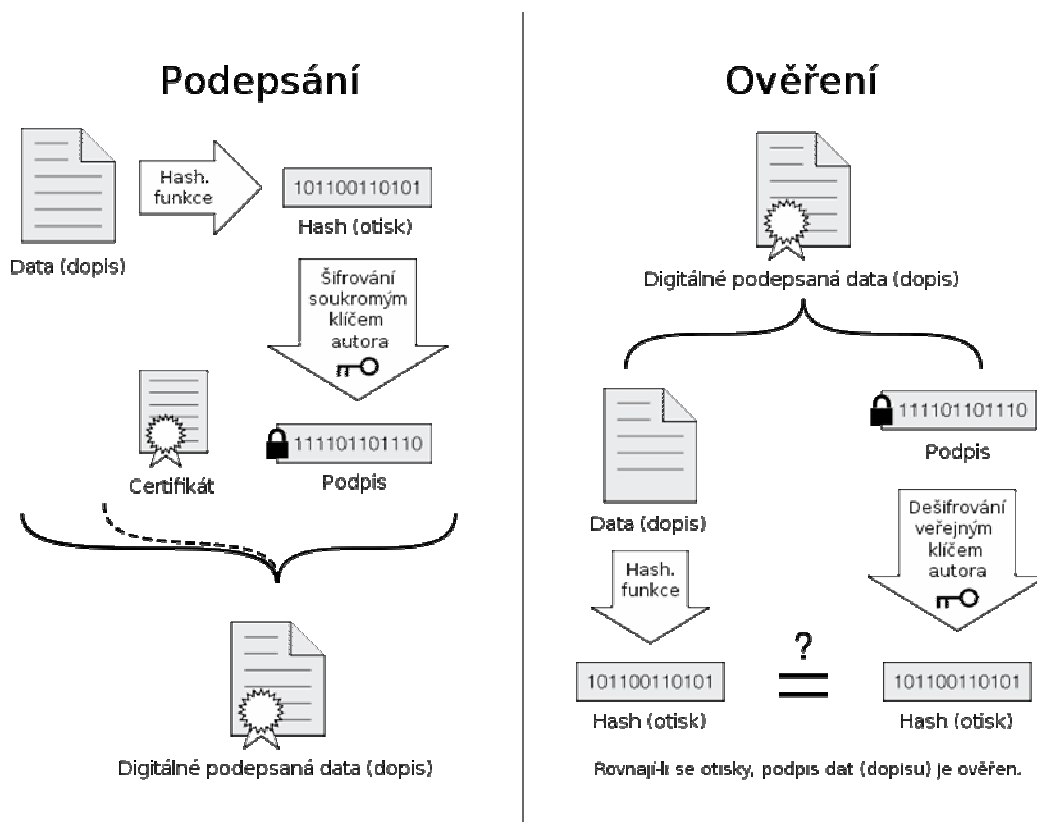 Podepsání
Hash.
funkce
101100110101
Hash (otisk)
Data (dopis)
Šifrování
soukromým
klíčem
autora
Certifikát
111101101110
Podpis
Digitálné podepsaná data (dopis)
Ověření
Digitálné podepsaná data (dopis)
Data (dopis)
111101101110
Podpis
Hash.
funkce
Dešifrování
veřejným
klíčem
autora
101100110101
Hash (otisk)
?
=
101100110101
Hash (otisk)
Rovnají-li se otisky, podpis dat (dopisu) je ověřen.